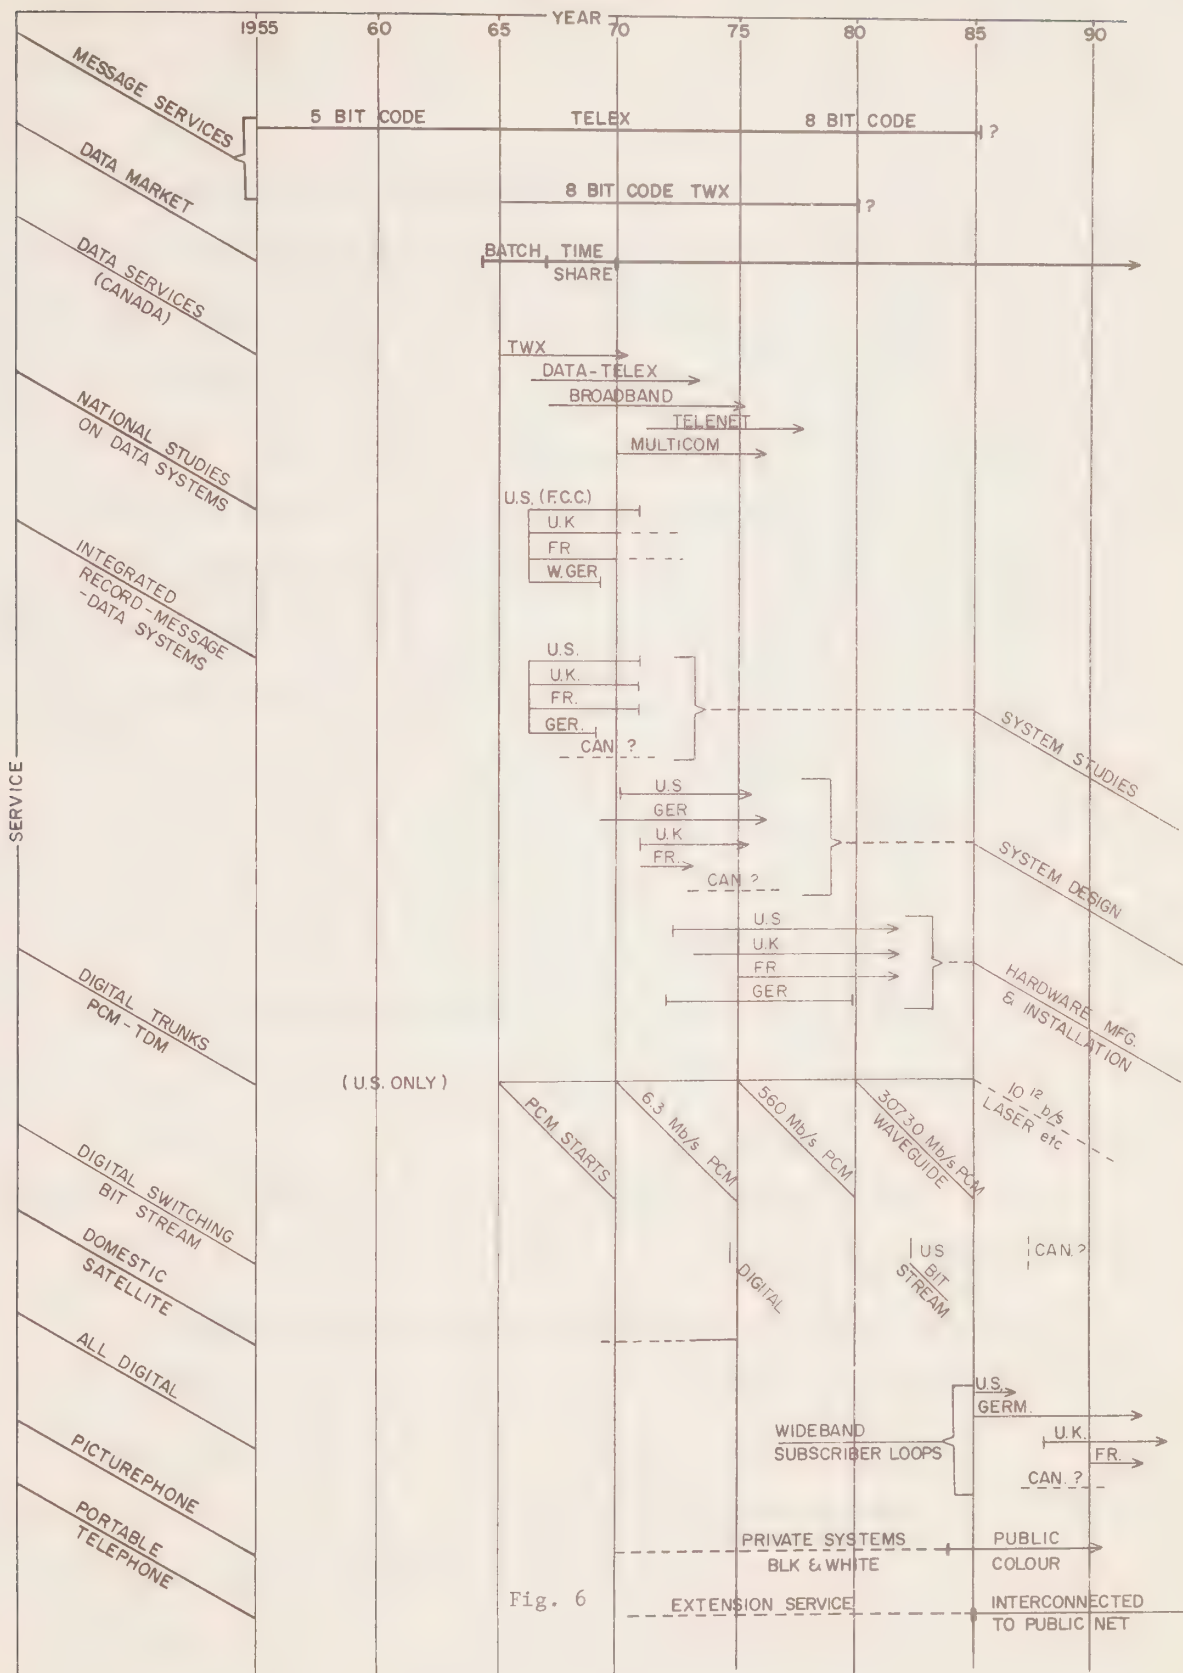 YEAR
1955 60 65 70 75 80 85 90
MESSAGE SERVICES
5 BIT CODE TELEX 8 BIT CODE ?
8 BIT CODE TWX ?
DATA MARKET
BATCH TIME
SHARE
DATA SERVICES
(CANADA)
TWX
DATA-TELEX
BROADBAND
TELENET
MULTICOM
NATIONAL STUDIES
ON DATA SYSTEMS
U.S. (F.C.C.)
U.K
FR
W.GER
INTEGRATED
RECORD-MESSAGE
-DATA SYSTEMS
U.S.
U.K.
FR.
GER.
CAN ?
SYSTEM STUDIES
SERVICE
U.S
GER
U.K
FR.
CAN ?
SYSTEM DESIGN
U.S
U.K
FR
GER
HARDWARE MFG.
& INSTALLATION
DIGITAL TRUNKS
PCM-TDM
(U.S. ONLY)
PCM STARTS
6.3 Mb/s PCM
560 Mb/s PCM
30730 Mb/s PCM
WAVEGUIDE
10 12 b/s
LASER etc
DIGITAL SWITCHING
BIT STREAM
DIGITAL
US
BIT
STREAM
CAN.?
DOMESTIC
SATELLITE
ALL DIGITAL
WIDEBAND
SUBSCRIBER LOOPS
U.S.
GERM.
U.K.
FR.
CAN. ?
PICTUREPHONE
PRIVATE SYSTEMS
BLK & WHITE
PUBLIC
COLOUR
PORTABLE
TELEPHONE
EXTENSION SERVICE
INTERCONNECTED
TO PUBLIC NET
Fig. 6